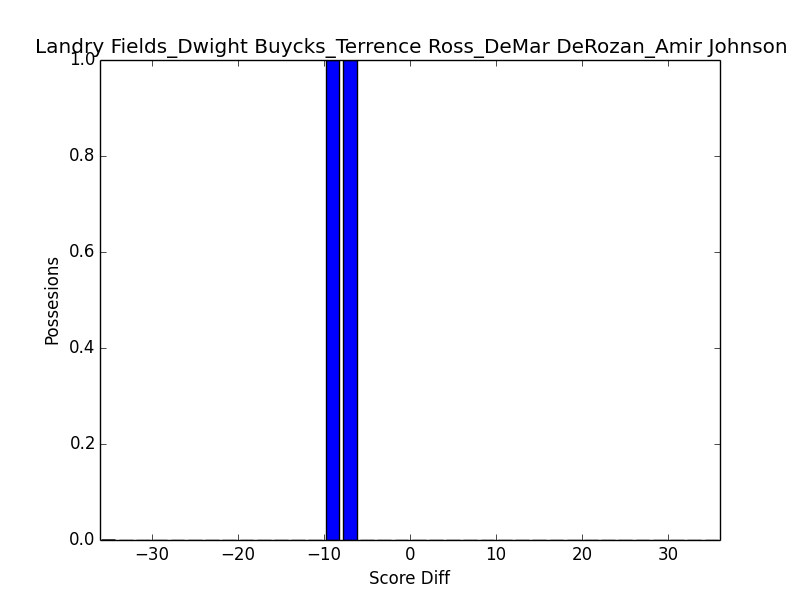 Landry Fields_Dwight Buycks_Terrence Ross_DeMar DeRozan_Amir Johnson
1.0
0.8
0.6
0.4
0.2
0.0
Possesions
−30 −20 −10 0 10 20 30
Score Diff